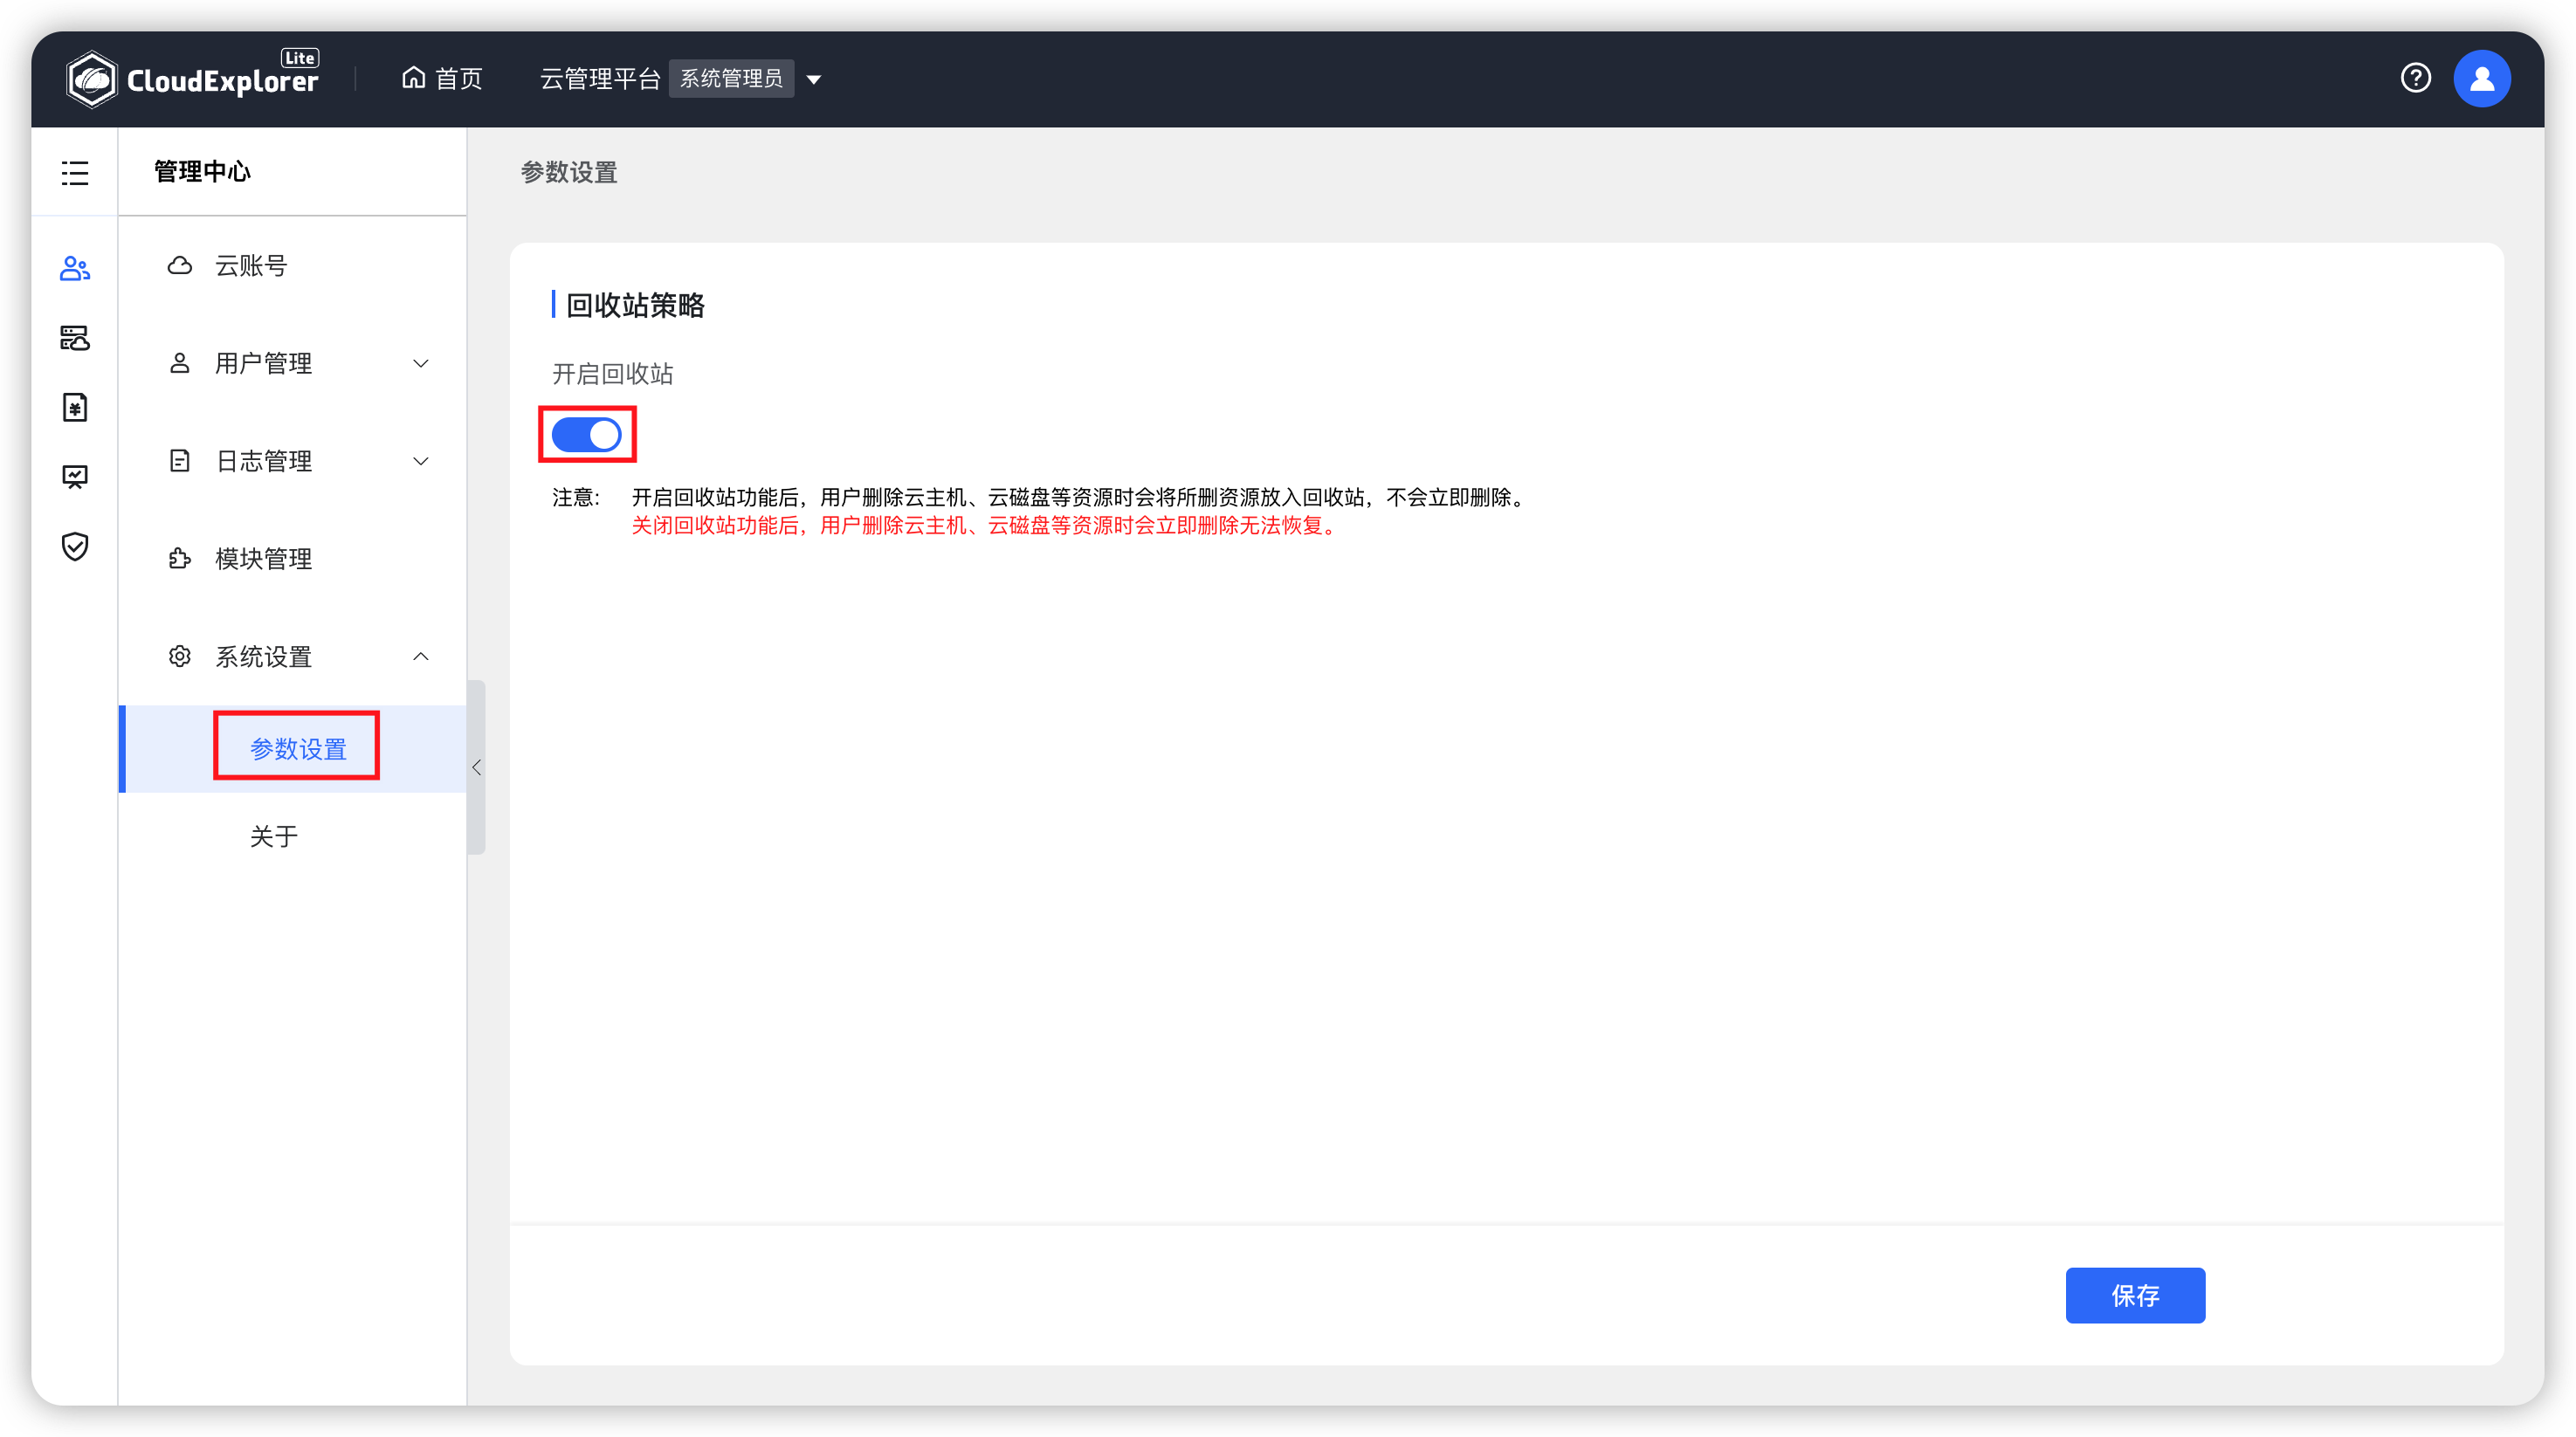 CloudExplorer Lite
首页
云管理平台 系统管理员
管理中心
云账号
用户管理
日志管理
模块管理
系统设置
参数设置
关于
参数设置
回收站策略
开启回收站
注意: 开启回收站功能后，用户删除云主机、云磁盘等资源时会将所删资源放入回收站，不会立即删除。
关闭回收站功能后，用户删除云主机、云磁盘等资源时会立即删除无法恢复。
保存